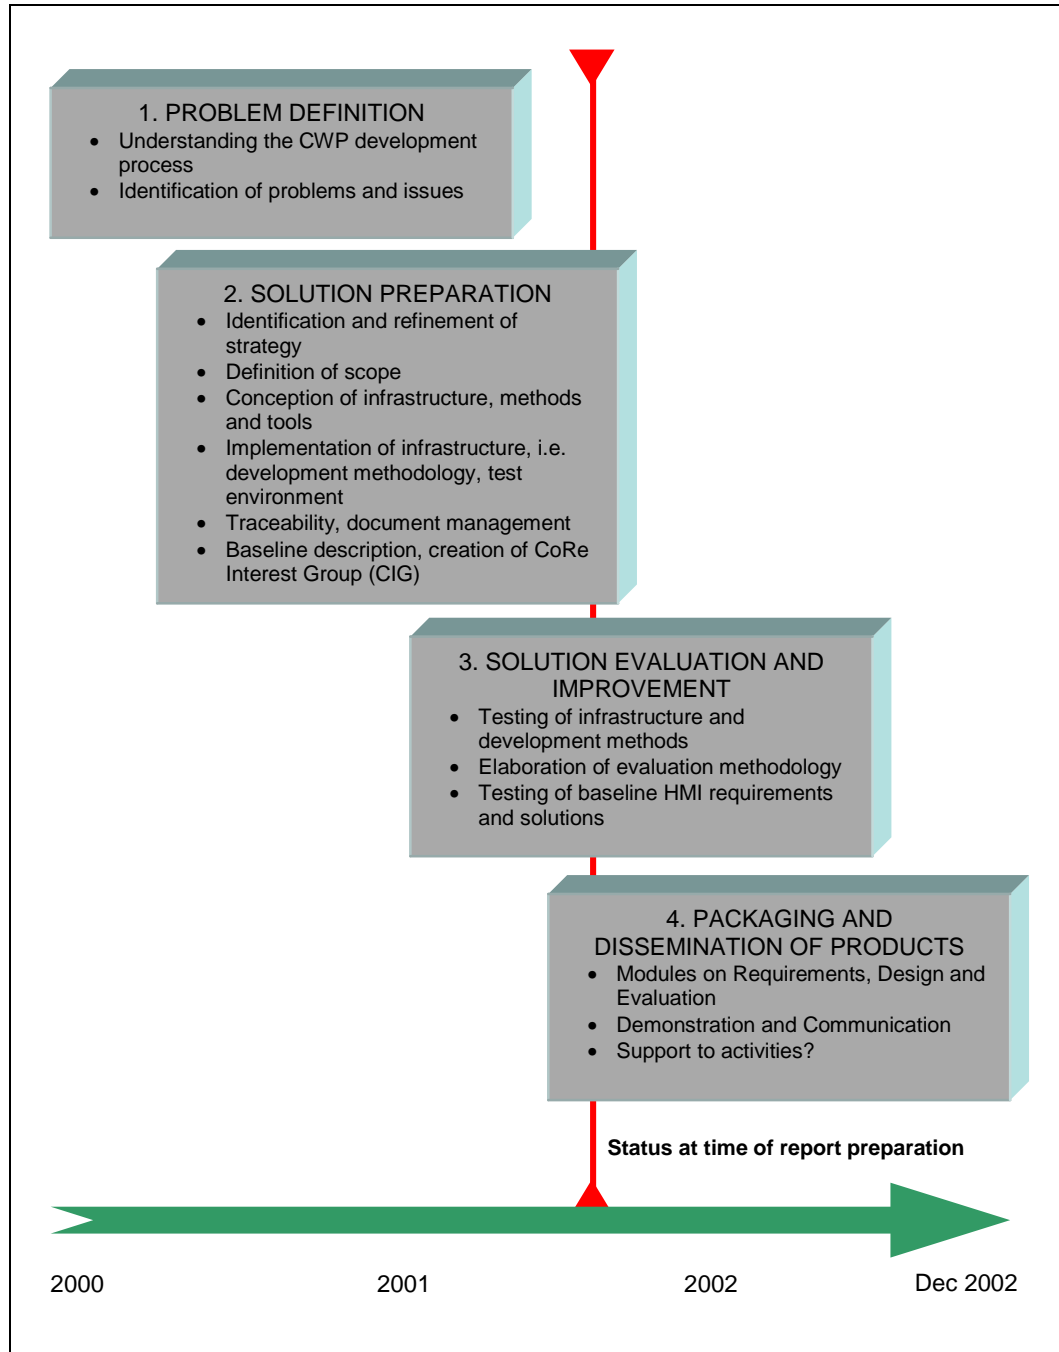 1. PROBLEM DEFINITION
• Understanding the CWP development
process
• Identification of problems and issues
2. SOLUTION PREPARATION
• Identification and refinement of
strategy
• Definition of scope
• Conception of infrastructure, methods
and tools
• Implementation of infrastructure, i.e.
development methodology, test
environment
• Traceability, document management
• Baseline description, creation of CoRe
Interest Group (CIG)
3. SOLUTION EVALUATION AND
IMPROVEMENT
• Testing of infrastructure and
development methods
• Elaboration of evaluation methodology
• Testing of baseline HMI requirements
and solutions
4. PACKAGING AND
DISSEMINATION OF PRODUCTS
• Modules on Requirements, Design and
Evaluation
• Demonstration and Communication
• Support to activities?
Status at time of report preparation
2000 2001 2002 Dec 2002